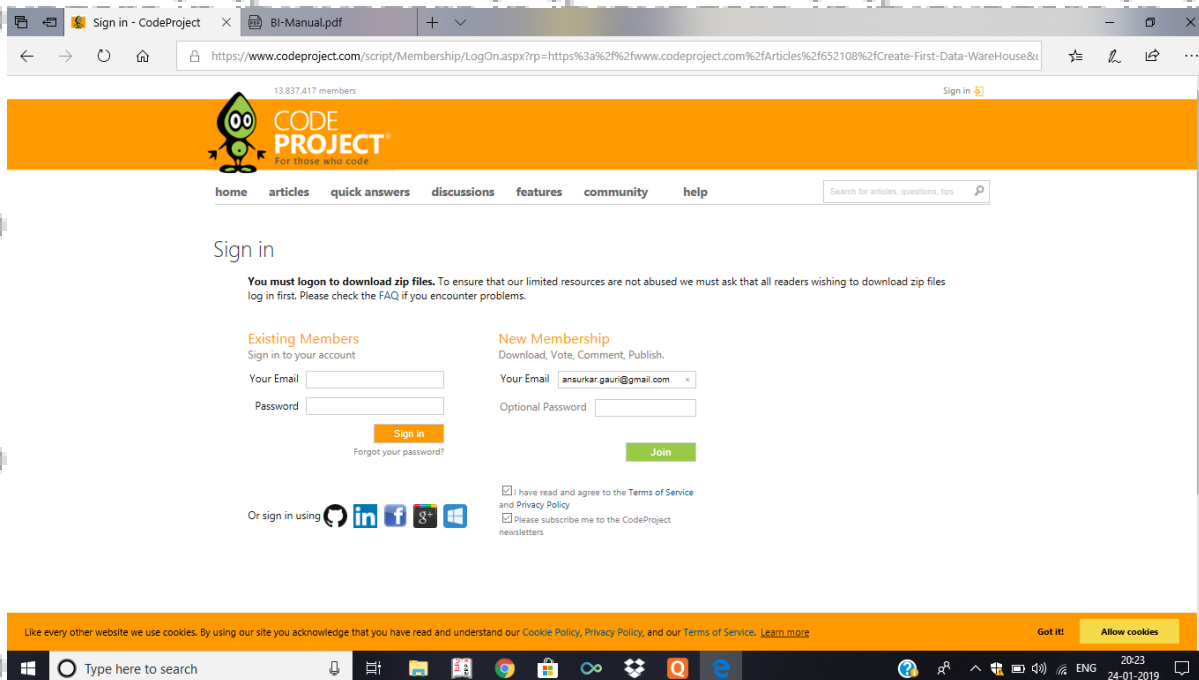 Sign in - CodeProject
BI-Manual.pdf
https://www.codeproject.com/script/Membership/LogOn.aspx?rp=https%3a%2f%2fwww.codeproject.com%2fArticles%2f652108%2fCreate-First-Data-WareHouse&
13,837,417 members
Sign in
CODE
PROJECT®
For those who code
home articles quick answers discussions features community help
Search for articles, questions, tips
Sign in
You must logon to download zip files. To ensure that our limited resources are not abused we must ask that all readers wishing to download zip files
log in first. Please check the FAQ if you encounter problems.
Existing Members
Sign in to your account
Your Email
Password
Sign in
Forgot your password?
Or sign in using
in f g+
New Membership
Download, Vote, Comment, Publish.
Your Email ansurkar.gauri@gmail.com
Optional Password
Join
I have read and agree to the Terms of Service
and Privacy Policy
Please subscribe me to the CodeProject
newsletters
Like every other website we use cookies. By using our site you acknowledge that you have read and understand our Cookie Policy, Privacy Policy, and our Terms of Service. Learn more
Got it!
Allow cookies
Type here to search
ENG
20:23
24-01-2019